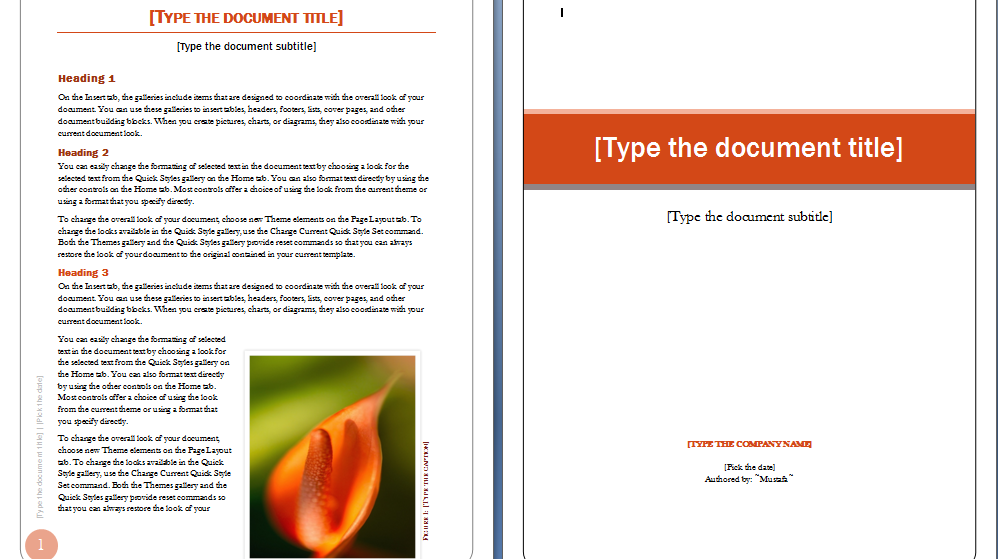 [TYPE THE DOCUMENT TITLE]
[Type the document subtitle]
Heading 1
On the Insert tab, the galleries include items that are designed to coordinate with the overall look of your
document. You can use these galleries to insert tables, headers, footers, lists, cover pages, and other
document building blocks. When you create pictures, charts, or diagrams, they also coordinate with your
current document look.
Heading 2
You can easily change the formatting of selected text in the document text by choosing a look for the
selected text from the Quick Styles gallery on the Home tab. You can also format text directly by using the
other controls on the Home tab. Most controls offer a choice of using the look from the current theme or
using a format that you specify directly.
To change the overall look of your document, choose new Theme elements on the Page Layout tab. To
change the looks available in the Quick Style gallery, use the Change Current Quick Style Set command.
Both the Themes gallery and the Quick Styles gallery provide reset commands so that you can always
restore the look of your document to the original contained in your current template.
Heading 3
On the Insert tab, the galleries include items that are designed to coordinate with the overall look of your
document. You can use these galleries to insert tables, headers, footers, lists, cover pages, and other
document building blocks. When you create pictures, charts, or diagrams, they also coordinate with your
current document look.
You can easily change the formatting of selected
text in the document text by choosing a look for
the selected text from the Quick Styles gallery on
the Home tab. You can also format text directly
by using the other controls on the Home tab.
Most controls offer a choice of using the look
from the current theme or using a format that
you specify directly.
To change the overall look of your document,
choose new Theme elements on the Page Layout
tab. To change the looks available in the Quick
Style gallery, use the Change Current Quick Style
Set command. Both the Themes gallery and the
Quick Styles gallery provide reset commands so
that you can always restore the look of your
FIGURE 1: [TYPE THE CAPTION]
[Type the document title] | [Pick the date]
1
[Type the document title]
[Type the document subtitle]
[TYPE THE COMPANY NAME]
[Pick the date]
Authored by: ~Mustafa~